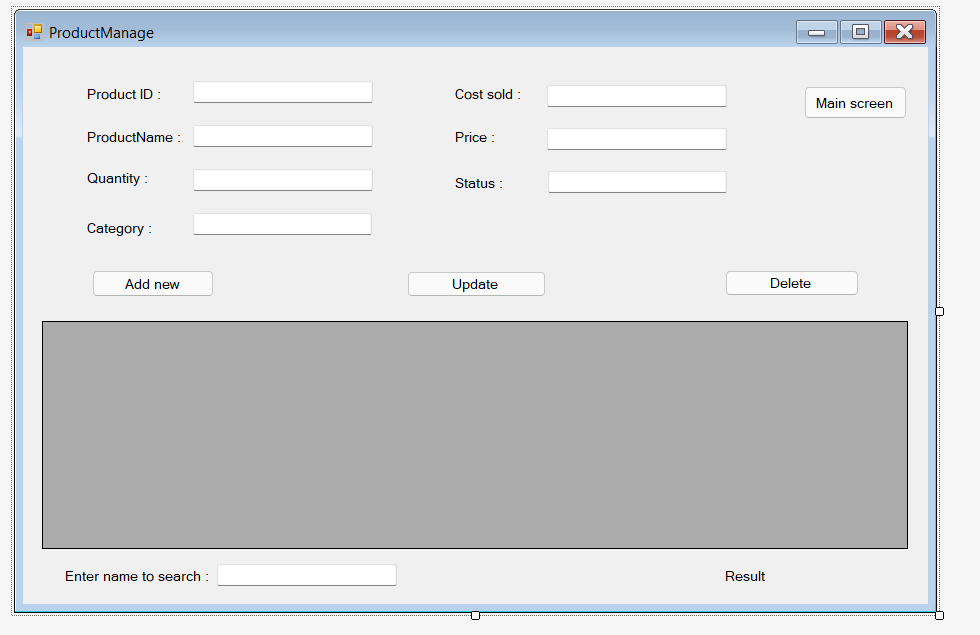 ProductManage
Product ID :
Cost sold :
Main screen
ProductName :
Price :
Quantity :
Status :
Category :
Add new
Update
Delete
Enter name to search :
Result